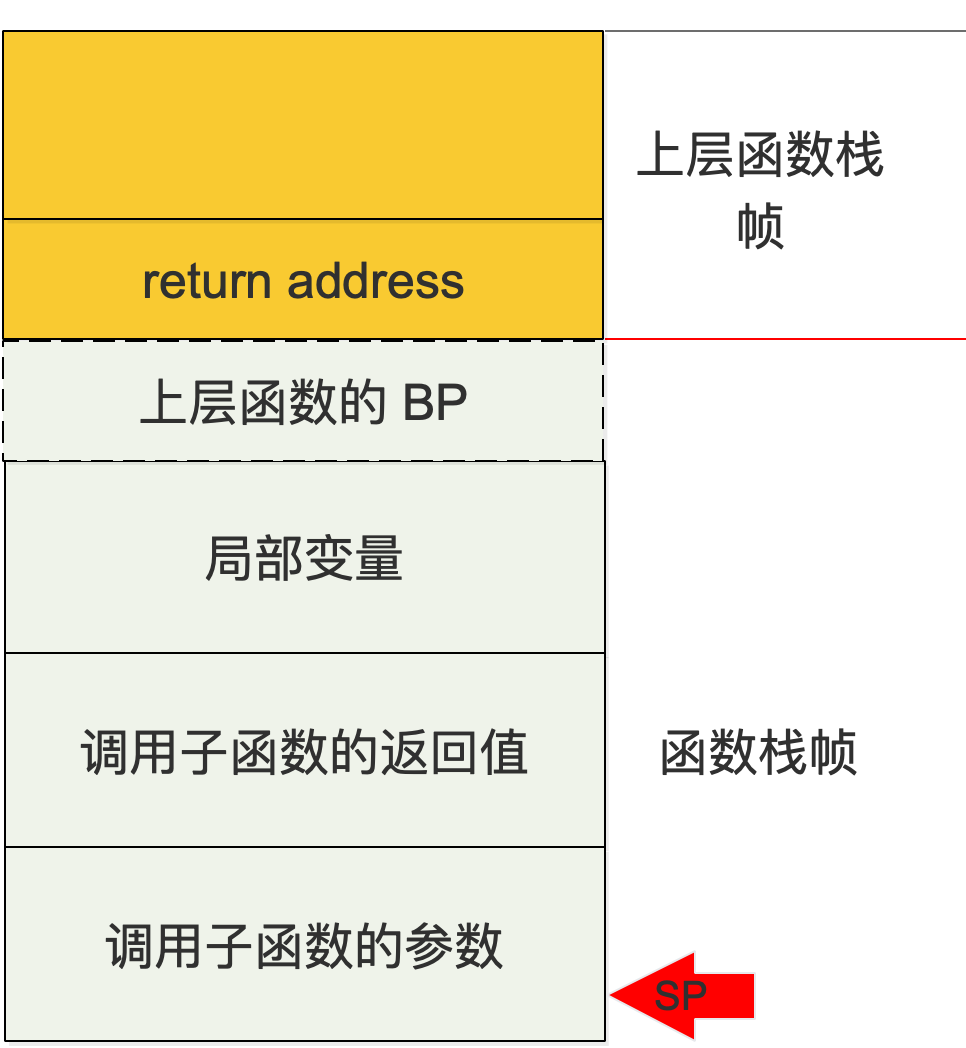 上层函数栈
帧
return address
上层函数的 BP
局部变量
调用子函数的返回值
函数栈帧
调用子函数的参数
SP